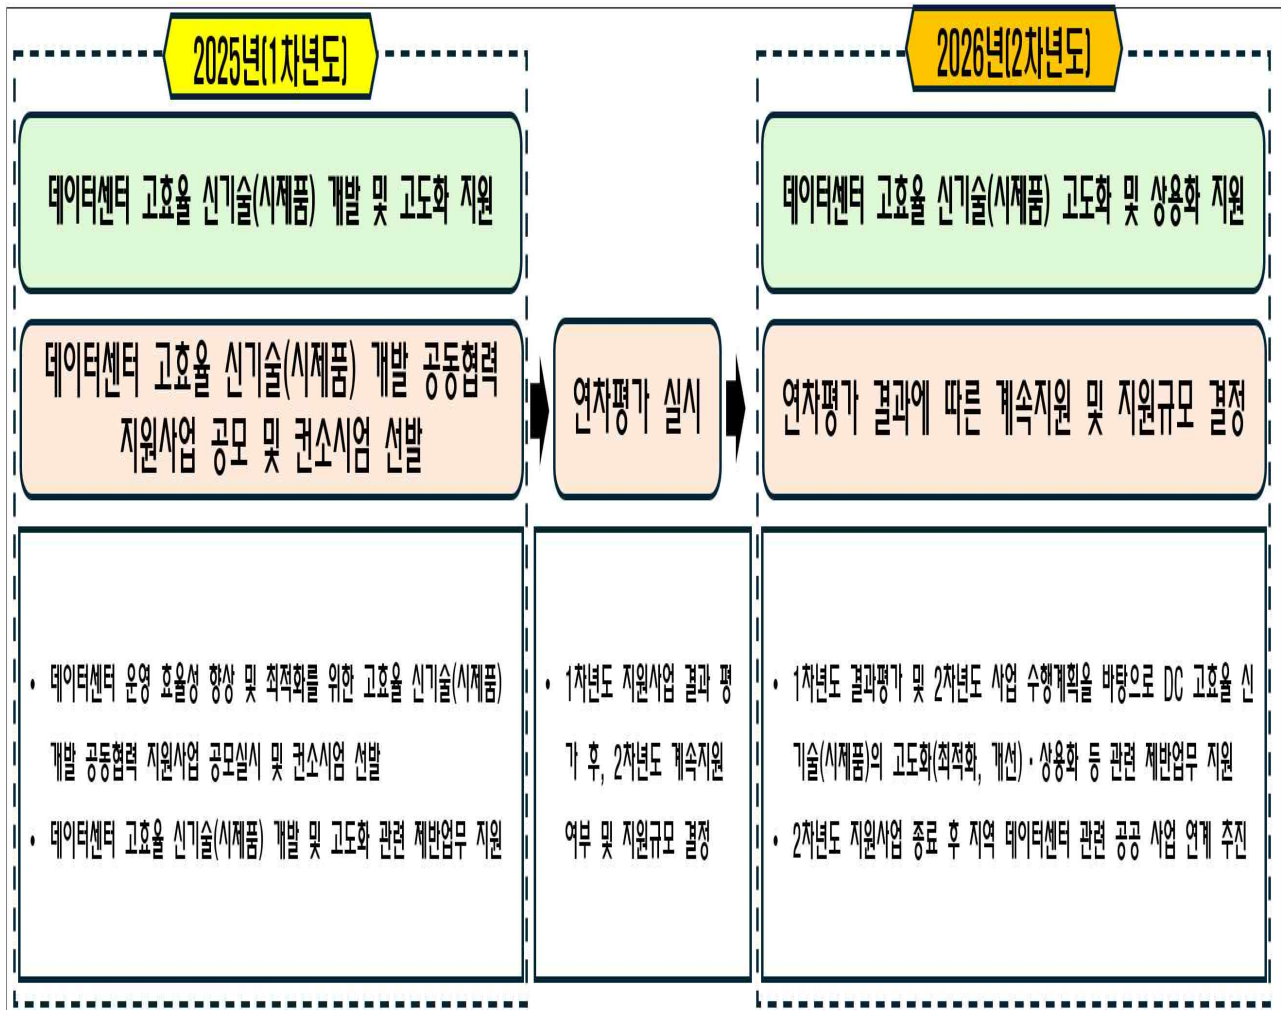 2025년(1차년도)
데이터센터 고효율 신기술(시제품) 개발 및 고도화 지원
데이터센터 고효율 신기술(시제품) 개발 공동협력
지원사업 공모 및 컨소시엄 선발
• 데이터센터 운영 효율성 향상 및 최적화를 위한 고효율 신기술(시제품)
개발 공동협력 지원사업 공모실시 및 컨소시엄 선발
• 데이터센터 고효율 신기술(시제품) 개발 및 고도화 관련 제반업무 지원
연차평가 실시
• 1차년도 지원사업 결과 평
가 후, 2차년도 계속지원
여부 및 지원규모 결정
2026년(2차년도)
데이터센터 고효율 신기술(시제품) 고도화 및 상용화 지원
연차평가 결과에 따른 계속지원 및 지원규모 결정
• 1차년도 결과평가 및 2차년도 사업 수행계획을 바탕으로 DC 고효율 신
기술(시제품)의 고도화(최적화, 개선)·상용화 등 관련 제반업무 지원
• 2차년도 지원사업 종료 후 지역 데이터센터 관련 공공 사업 연계 추진